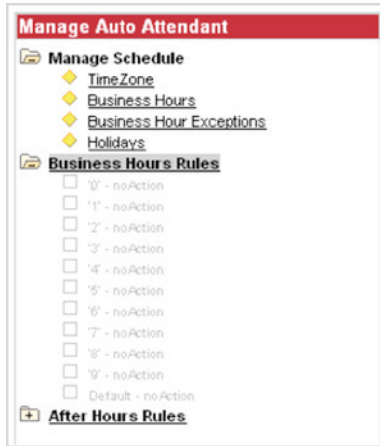 Manage Auto Attendant
Manage Schedule
TimeZone
Business Hours
Business Hour Exceptions
Holidays
Business Hours Rules
'0' - noAction
'1' - noAction
'2' - noAction
'3' - noAction
'4' - noAction
'5' - noAction
'6' - noAction
'7' - noAction
'8' - noAction
'9' - noAction
Default - noAction
After Hours Rules